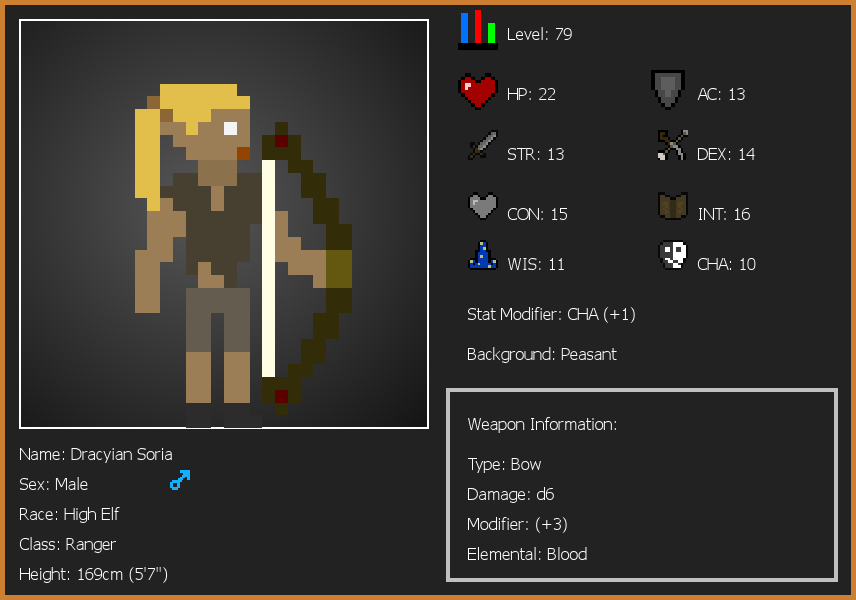 Level: 79
HP: 22
AC: 13
STR: 13
DEX: 14
CON: 15
INT: 16
WIS: 11
CHA: 10
Stat Modifier: CHA (+1)
Background: Peasant
Weapon Information:
Type: Bow
Damage: d6
Modifier: (+3)
Elemental: Blood
Name: Dracyian Soria
Sex: Male
Race: High Elf
Class: Ranger
Height: 169cm (5'7")